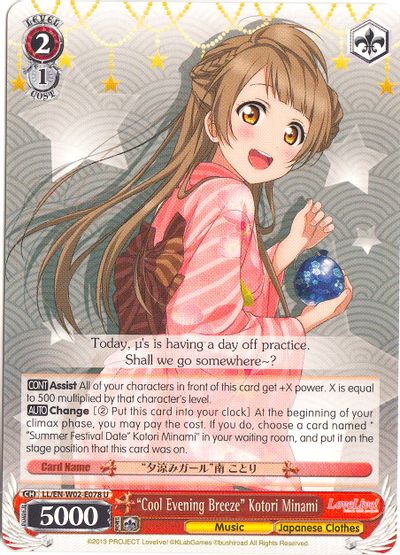 LEVEL
2
1
COST
Today, μ's is having a day off practice.
Shall we go somewhere~?
CONT Assist All of your characters in front of this card get +X power. X is equal
to 500 multiplied by that character's level.
AUTO Change [② Put this card into your clock] At the beginning of your
climax phase, you may pay the cost. If you do, choose a card named "
"Summer Festival Date" Kotori Minami" in your waiting room, and put it on the
stage position that this card was on.
Card Name
"夕涼みガール"南 ことり
CH LL/EN-W02-E078 U
"Cool Evening Breeze" Kotori Minami
LoveLive!
POWER
5000
SOUL
Music
Japanese Clothes
©2013 PROJECT Lovelive! ©KLabGames ©bushiroad All Rights Reserved.